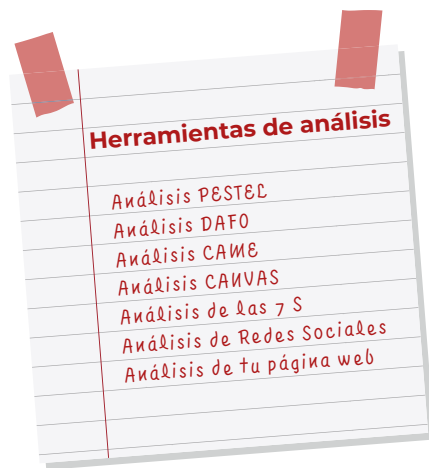 Herramientas de análisis
Análisis PESTEL
Análisis DAFO
Análisis CAME
Análisis CANVAS
Análisis de las 7 S
Análisis de Redes Sociales
Análisis de tu página web